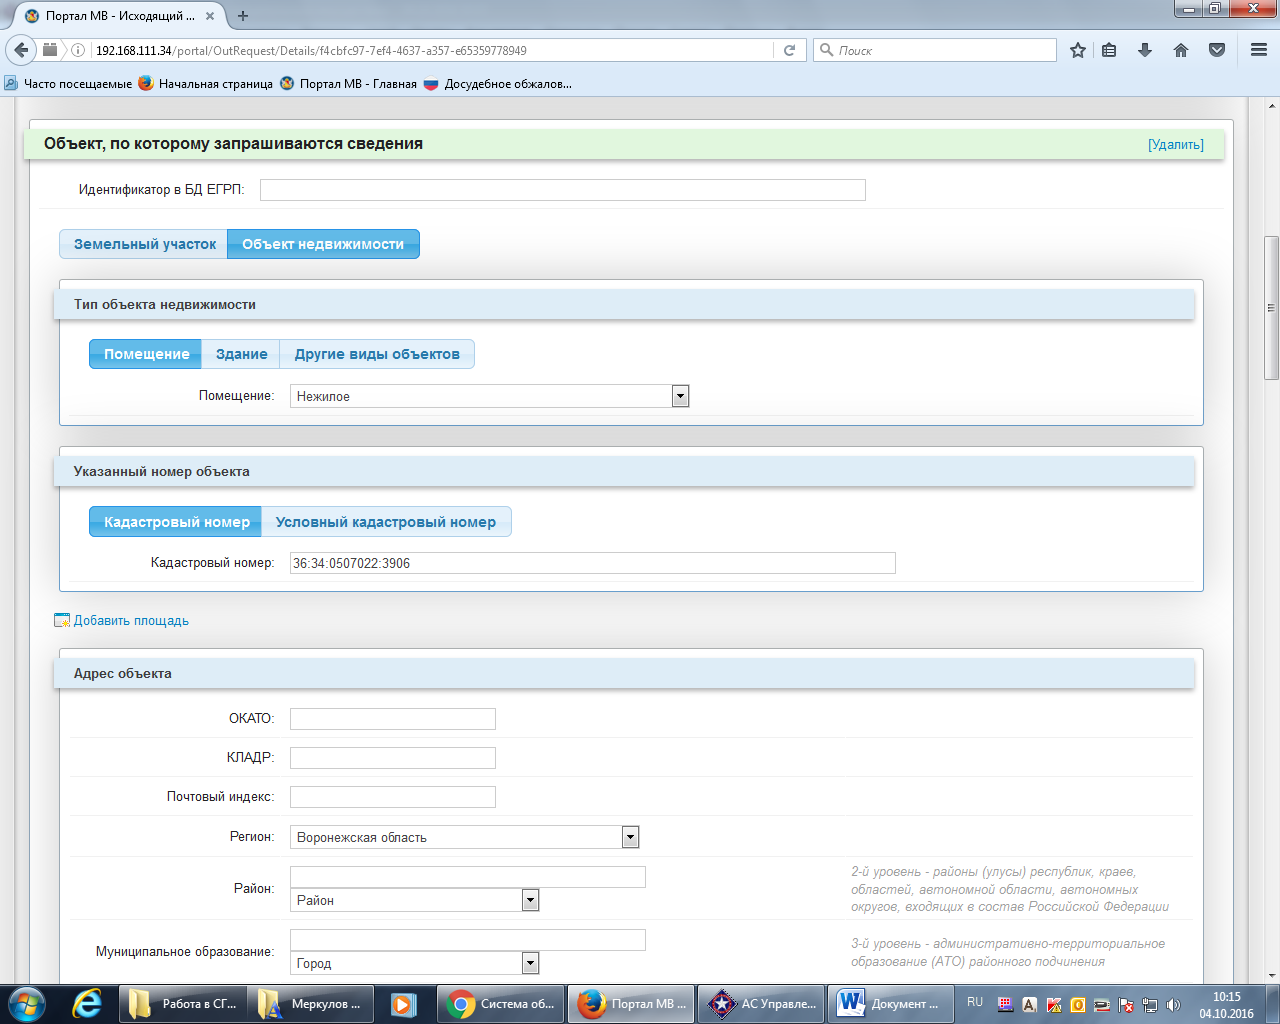 Портал МВ - Исходящий ...
192.168.111.34/portal/OutRequest/Details/f4cbfc97-7ef4-4637-a357-e65359778949
Поиск
Часто посещаемые Начальная страница Портал МВ - Главная Досудебное обжалов...
Объект, по которому запрашиваются сведения [Удалить]
Идентификатор в БД ЕГРП:
Земельный участок Объект недвижимости
Тип объекта недвижимости
Помещение Здание Другие виды объектов
Помещение: Нежилое
Указанный номер объекта
Кадастровый номер Условный кадастровый номер
Кадастровый номер: 36:34:0507022:3906
Добавить площадь
Адрес объекта
ОКАТО:
КЛАДР:
Почтовый индекс:
Регион: Воронежская область
Район:
Район
2-й уровень - районы (улусы) республик, краев,
областей, автономной области, автономных
округов, входящих в состав Российской Федерации
Муниципальное образование:
Город
3-й уровень - административно-территориальное
образование (АТО) районного подчинения
Работа в СГ... Меркулов ... Система об... Портал МВ ... АС Управле... Документ ... RU 10:15
04.10.2016